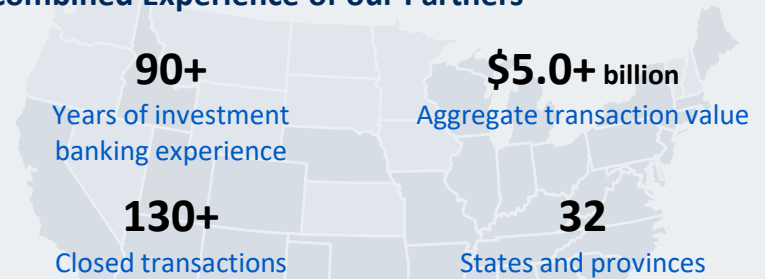 Combined Experience of our Partners
90+
Years of investment
banking experience
$5.0+ billion
Aggregate transaction value
130+
Closed transactions
32
States and provinces